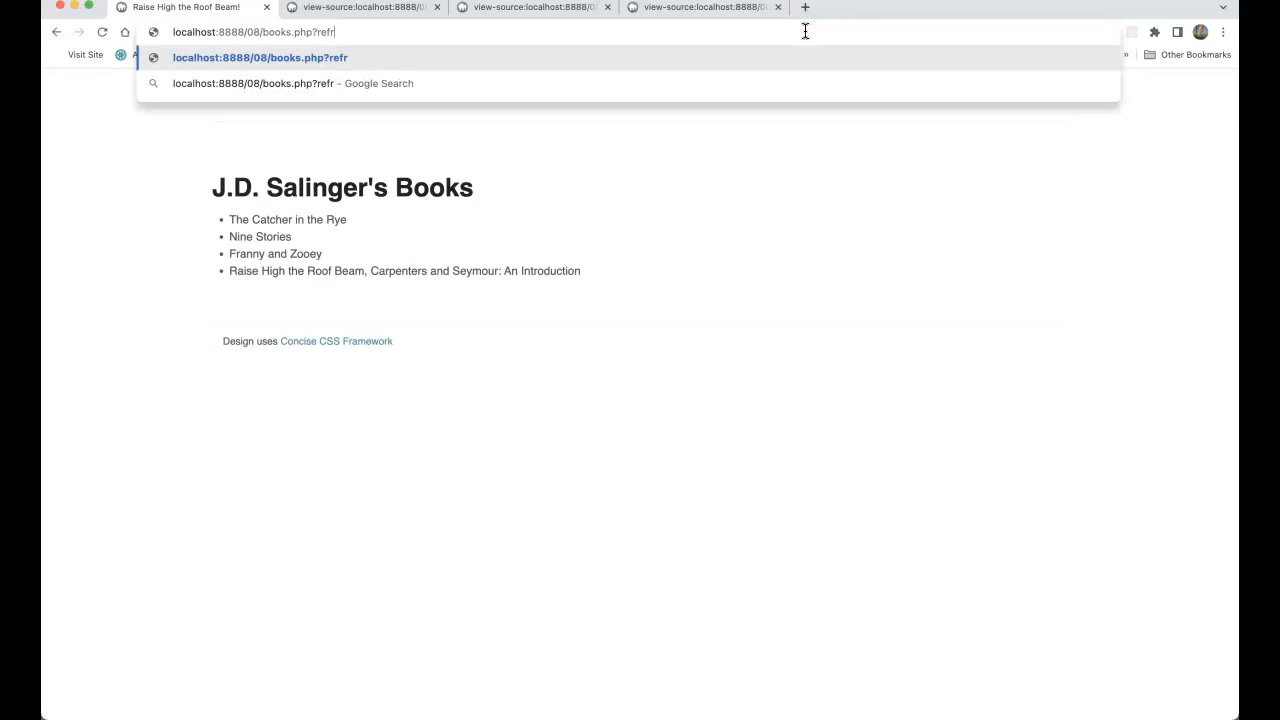 Raise High the Roof Beam!
view-source:localhost:8888/0
view-source:localhost:8888/0
view-source:localhost:8888/0
localhost:8888/08/books.php?refr
Visit Site
Other Bookmarks
localhost:8888/08/books.php?refr
localhost:8888/08/books.php?refr - Google Search
J.D. Salinger's Books
The Catcher in the Rye
Nine Stories
Franny and Zooey
Raise High the Roof Beam, Carpenters and Seymour: An Introduction
Design uses Concise CSS Framework